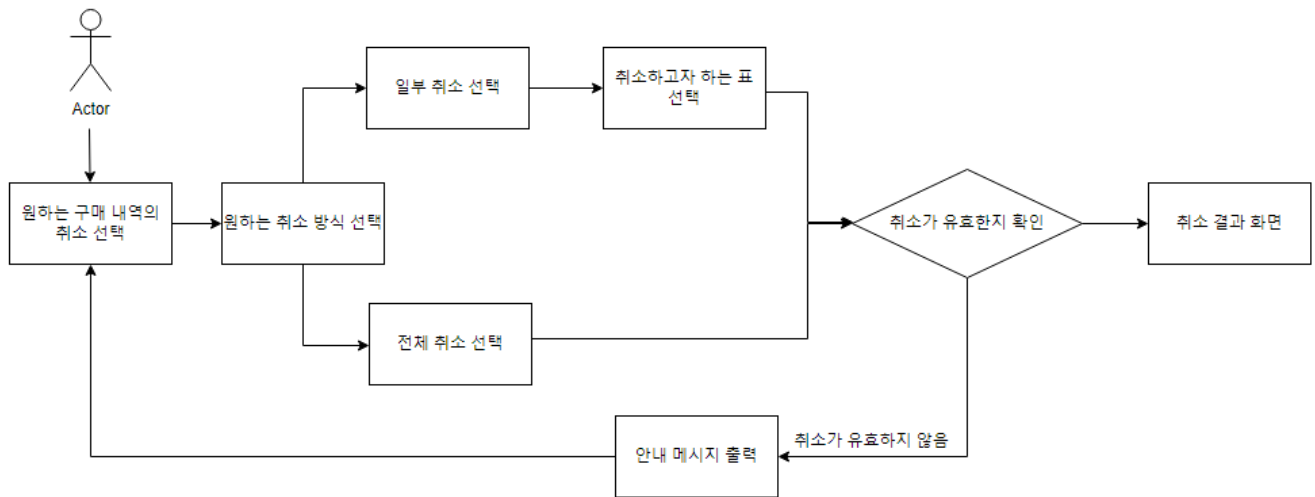 Actor
원하는 구매 내역의
취소 선택
원하는 취소 방식 선택
일부 취소 선택
취소하고자 하는 표
선택
전체 취소 선택
취소가 유효한지 확인
취소 결과 화면
취소가 유효하지 않음
안내 메시지 출력